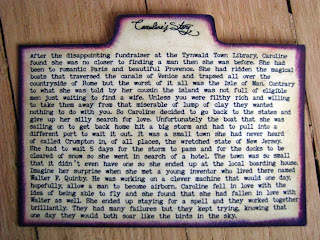 Caroline's Story
After the disappointing fundraiser at the Tynwald Town Library, Caroline
found she was no closer to finding a man then she was before. She had
been to romantic Paris and beautiful Provence. She had ridden the magical
boats that traversed the canals of Venice and trapsed all over the
countryside of Rome but the worst of it all was the Isle of Man. Contrary
to what she was told by her cousin the island was not full of eligible
men just waiting to find a wife. Unless you were filthy rich and willing
to take them away from that miserable of lump of clay they wanted
nothing to do with you. So Caroline decided to go back to the states and
give up her silly search for love. Unfortunately the boat that she was
sailing on to get back home hit a big storm and had to pull into a
different port to wait it out. It was a small town she had never heard
of called Crumpton in, of all places, the wretched state of New Jersey.
She had to wait 5 days for the storm to pass and for the docks to be
cleared of snow so she went in search of a hotel. The town was so small
that it didn't even have one so she ended up at the local boarding house.
Imagine her surprise when she met a young inventor who lived there named
Walter P. Quinby. He was working on a clever machine that would one day,
hopefully, allow a man to become airborn. Caroline fell in love with the
idea of being able to fly and she found that she had fallen in love with
Walter as well. She ended up staying for a spell and they worked together
brilliantly. They had many failures but they kept trying, knowing that
one day they would both soar like the birds in the sky.